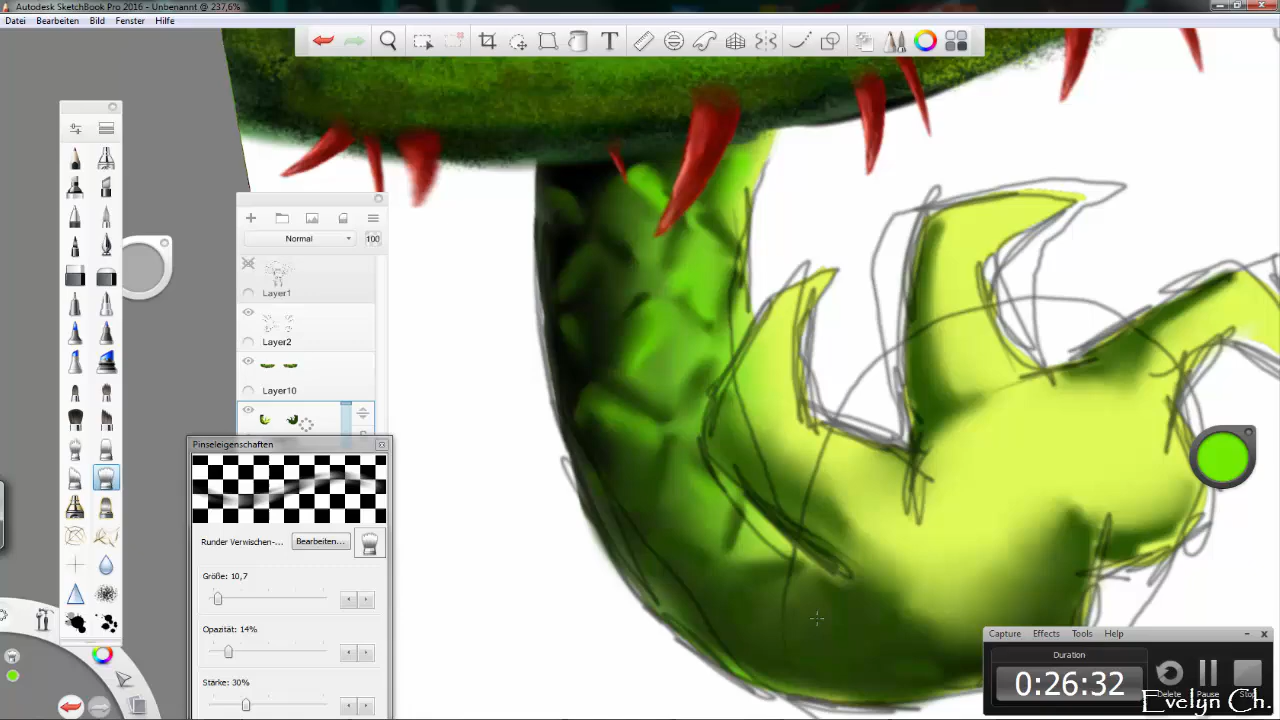 Autodesk SketchBook Pro 2016 - Unbenannt @ 237,6%
Datei Bearbeiten Bild Fenster Hilfe
Normal 100
Layer1
Layer2
Layer10
Pinseleigenschaften
Runder Verwischen-... Bearbeiten...
Größe: 10,7
Opazität: 14%
Stärke: 30%
Capture Effects Tools Help
Duration
0:26:32
Delete Pause Stop
Evelyn Ch.